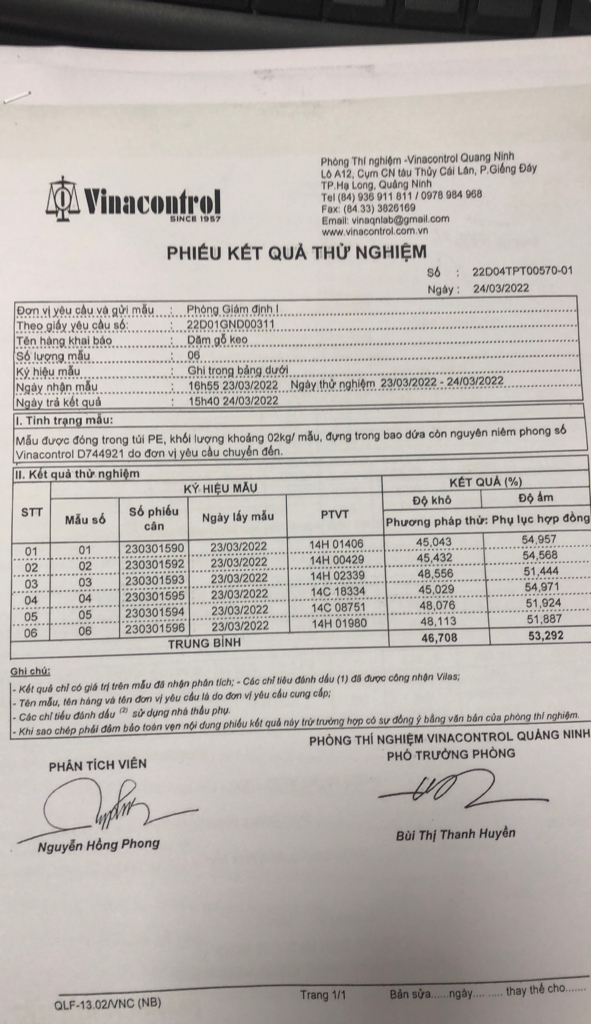 Vinacontrol
SINCE 1957
Phòng Thí nghiệm -Vinacontrol Quang Ninh
Lô A12, Cụm CN tàu Thủy Cái Lân, P.Giếng Đáy
TP.Hạ Long, Quảng Ninh
Tel (84) 936 911 811 / 0978 984 968
Fax: (84.33) 3826169
Email: vinaqnlab@gmail.com
www.vinacontrol.com.vn
PHIẾU KẾT QUẢ THỬ NGHIỆM
Số : 22D04TPT00570-01
Ngày : 24/03/2022
Đơn vị yêu cầu và gửi mẫu : Phòng Giám định I
Theo giấy yêu cầu số: : 22D01GND00311
Tên hàng khai báo : Dăm gỗ keo
Số lượng mẫu : 06
Ký hiệu mẫu : Ghi trong bảng dưới
Ngày nhận mẫu : 16h55 23/03/2022 Ngày thử nghiệm 23/03/2022 - 24/03/2022
Ngày trả kết quả : 15h40 24/03/2022
I. Tình trạng mẫu:
Mẫu được đóng trong túi PE, khối lượng khoảng 02kg/ mẫu, đựng trong bao dứa còn nguyên niêm phong số
Vinacontrol D744921 do đơn vị yêu cầu chuyển đến.
II. Kết quả thử nghiệm
STT KÝ HIỆU MẪU KẾT QUẢ (%)
Mẫu số Số phiếu cân Ngày lấy mẫu PTVT Độ khô Độ ẩm
Phương pháp thử: Phụ lục hợp đồng
01 01 230301590 23/03/2022 14H 01406 45,043 54,957
02 02 230301592 23/03/2022 14H 00429 45,432 54,568
03 03 230301593 23/03/2022 14H 02339 48,556 51,444
04 04 230301595 23/03/2022 14C 18334 45,029 54,971
05 05 230301594 23/03/2022 14C 08751 48,076 51,924
06 06 230301596 23/03/2022 14H 01980 48,113 51,887
TRUNG BÌNH 46,708 53,292
Ghi chú:
- Kết quả chỉ có giá trị trên mẫu đã nhận phân tích; - Các chỉ tiêu đánh dấu (1) đã được công nhận Vilas;
- Tên mẫu, tên hàng và tên đơn vị yêu cầu là do đơn vị yêu cầu cung cấp;
- Các chỉ tiêu đánh dấu (2) sử dụng nhà thầu phụ.
- Khi sao chép phải đảm bảo toàn vẹn nội dung phiếu kết quả này trừ trường hợp có sự đồng ý bằng văn bản của phòng thí nghiệm.
PHÒNG THÍ NGHIỆM VINACONTROL QUẢNG NINH
PHÂN TÍCH VIÊN PHÓ TRƯỞNG PHÒNG
Nguyễn Hồng Phong Bùi Thị Thanh Huyền
QLF-13.02/VNC (NB) Trang 1/1 Bản sửa......ngày.... ..... thay thế cho.......